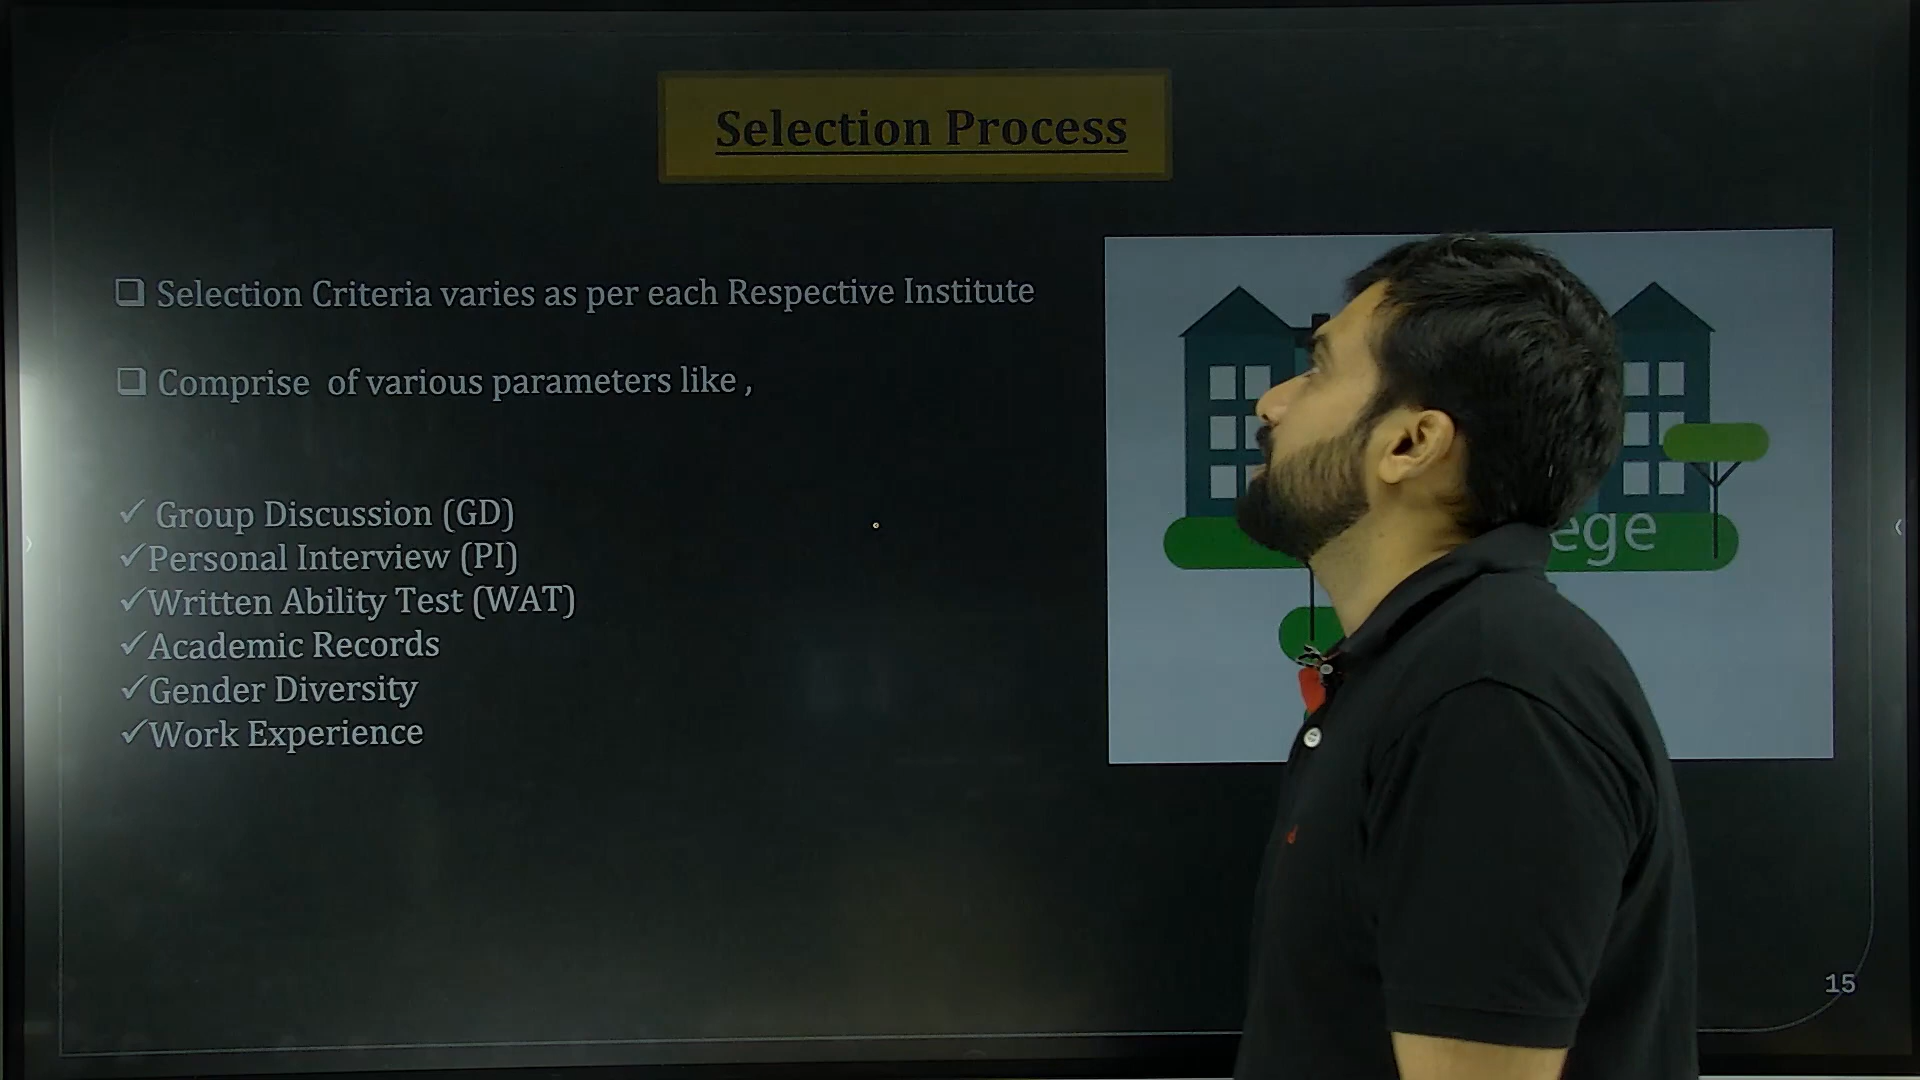 Selection Process
Selection Criteria varies as per each Respective Institute
Comprise of various parameters like ,
Group Discussion (GD)
Personal Interview (PI)
Written Ability Test (WAT)
Academic Records
Gender Diversity
Work Experience
15